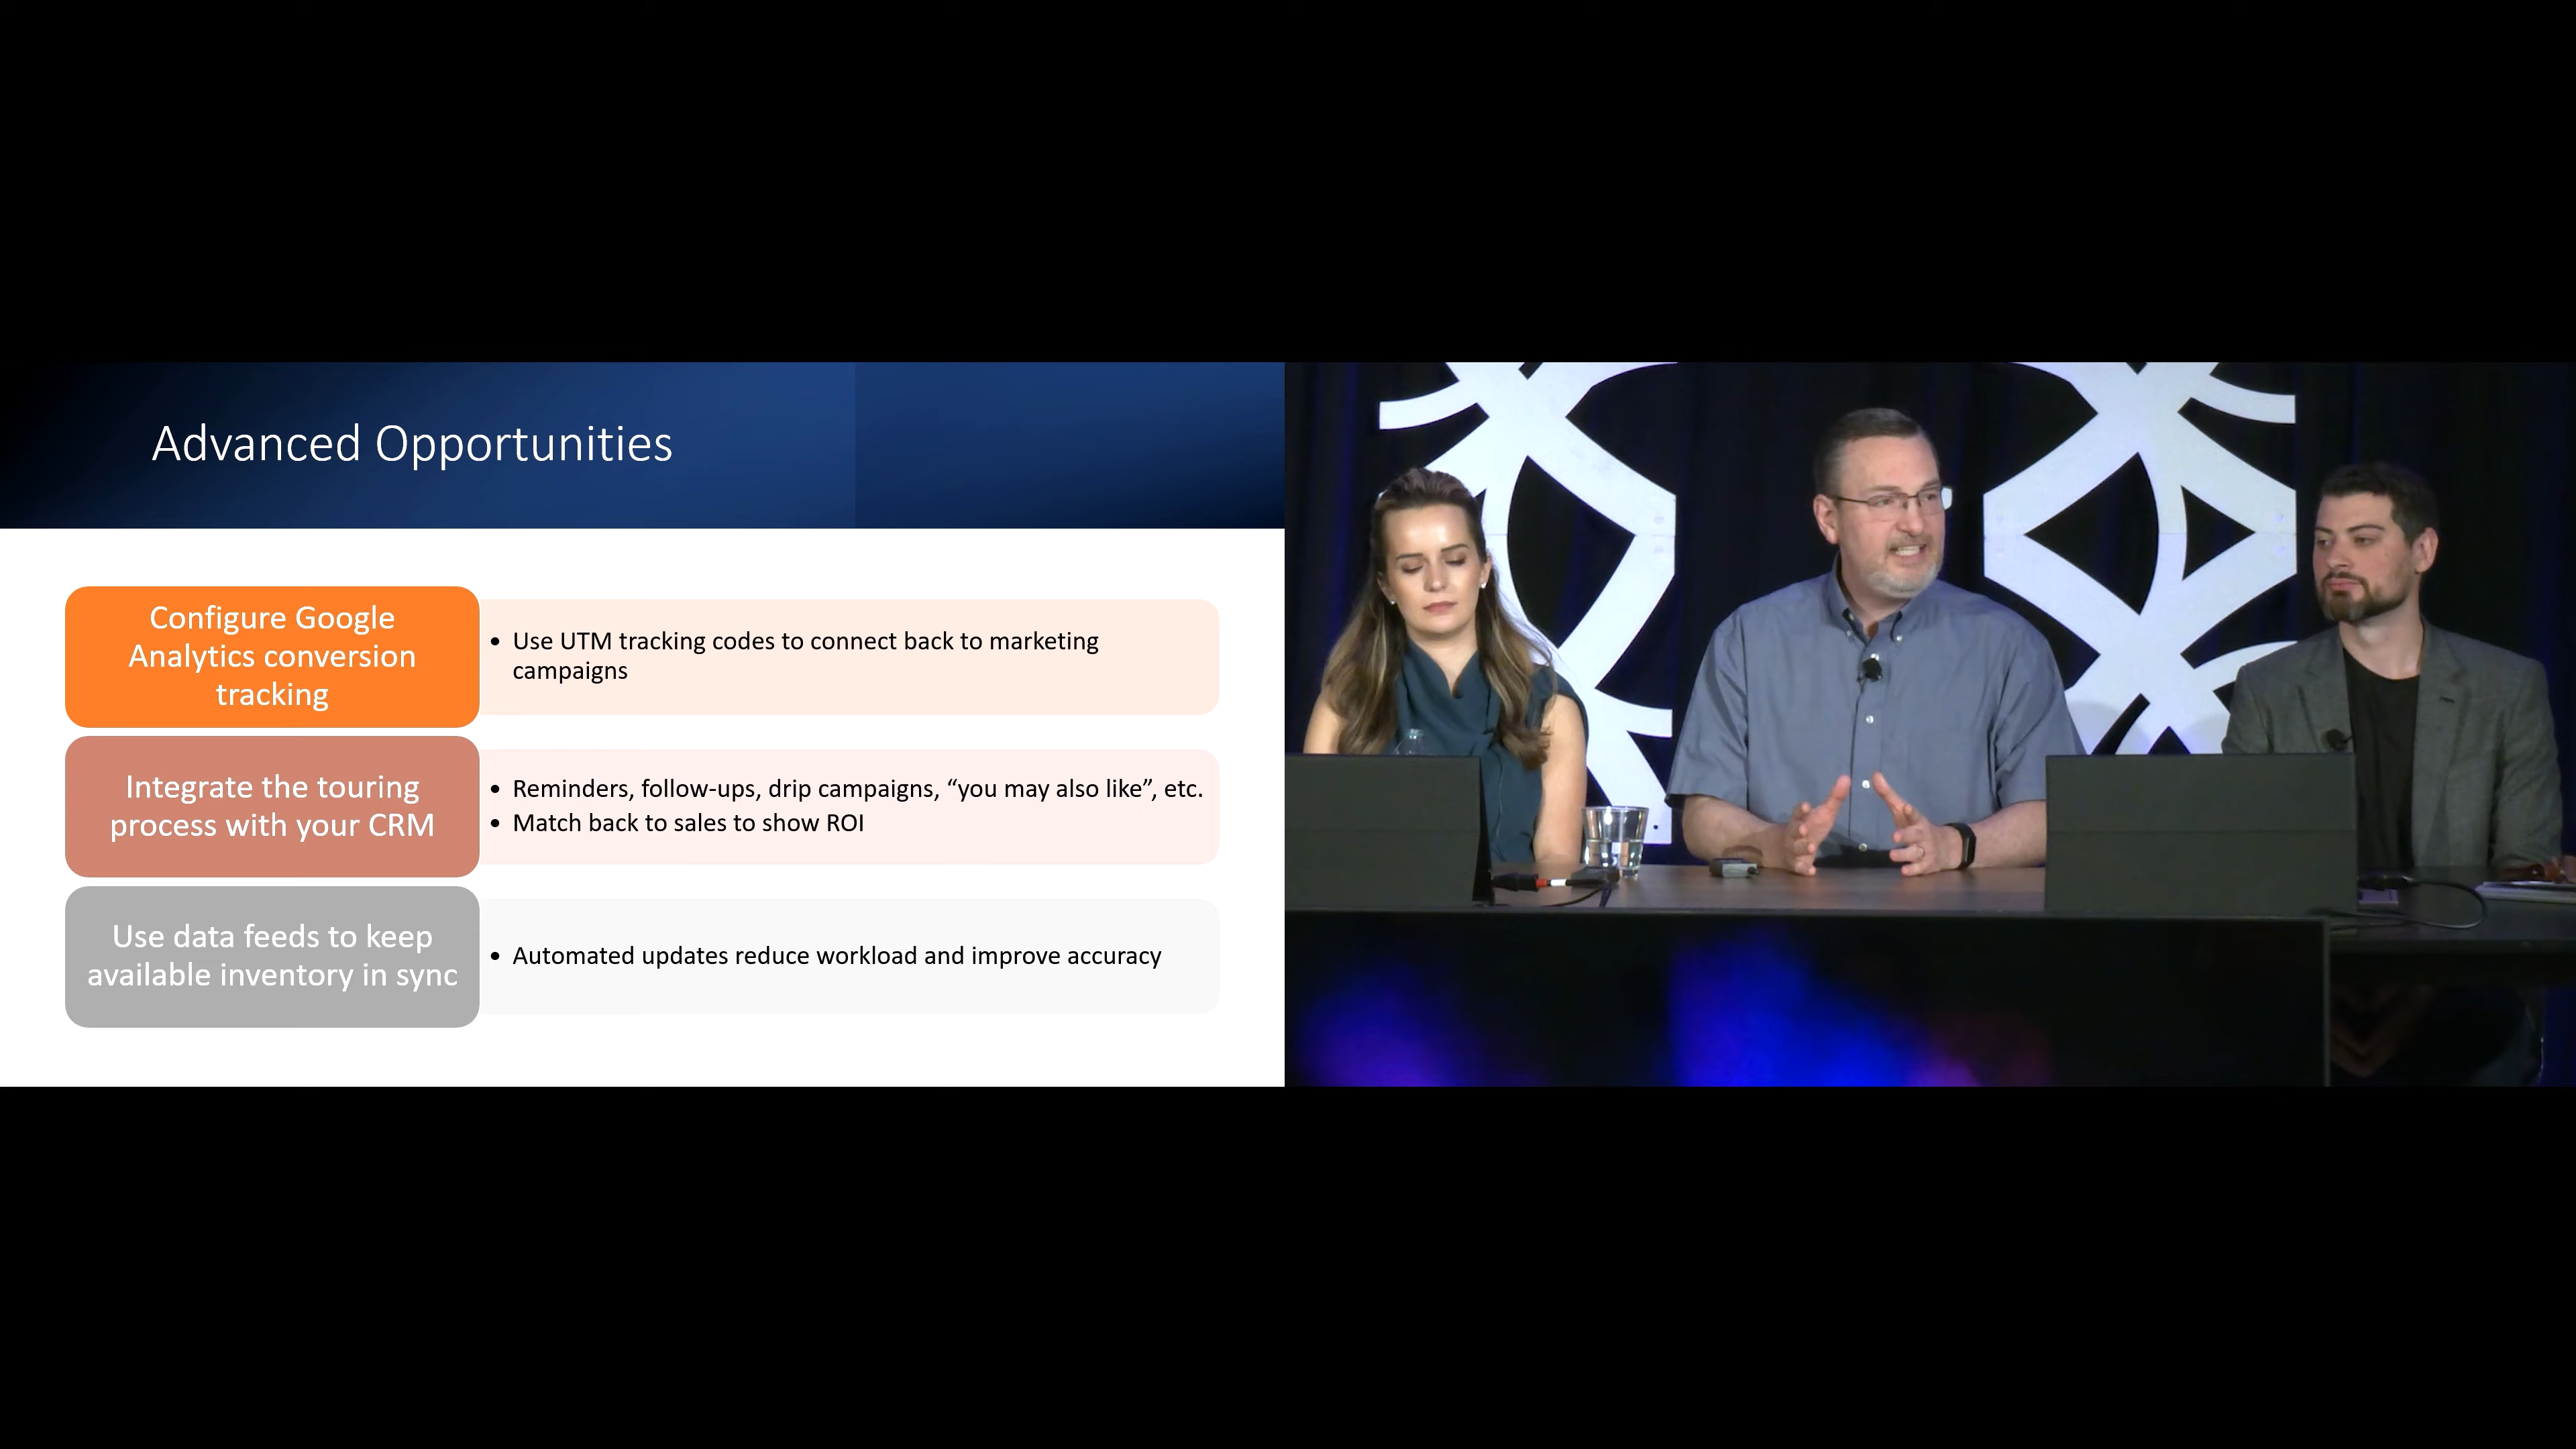 Advanced Opportunities
Configure Google
Analytics conversion
tracking
• Use UTM tracking codes to connect back to marketing
campaigns
Integrate the touring
process with your CRM
• Reminders, follow-ups, drip campaigns, “you may also like”, etc.
• Match back to sales to show ROI
Use data feeds to keep
available inventory in sync
• Automated updates reduce workload and improve accuracy